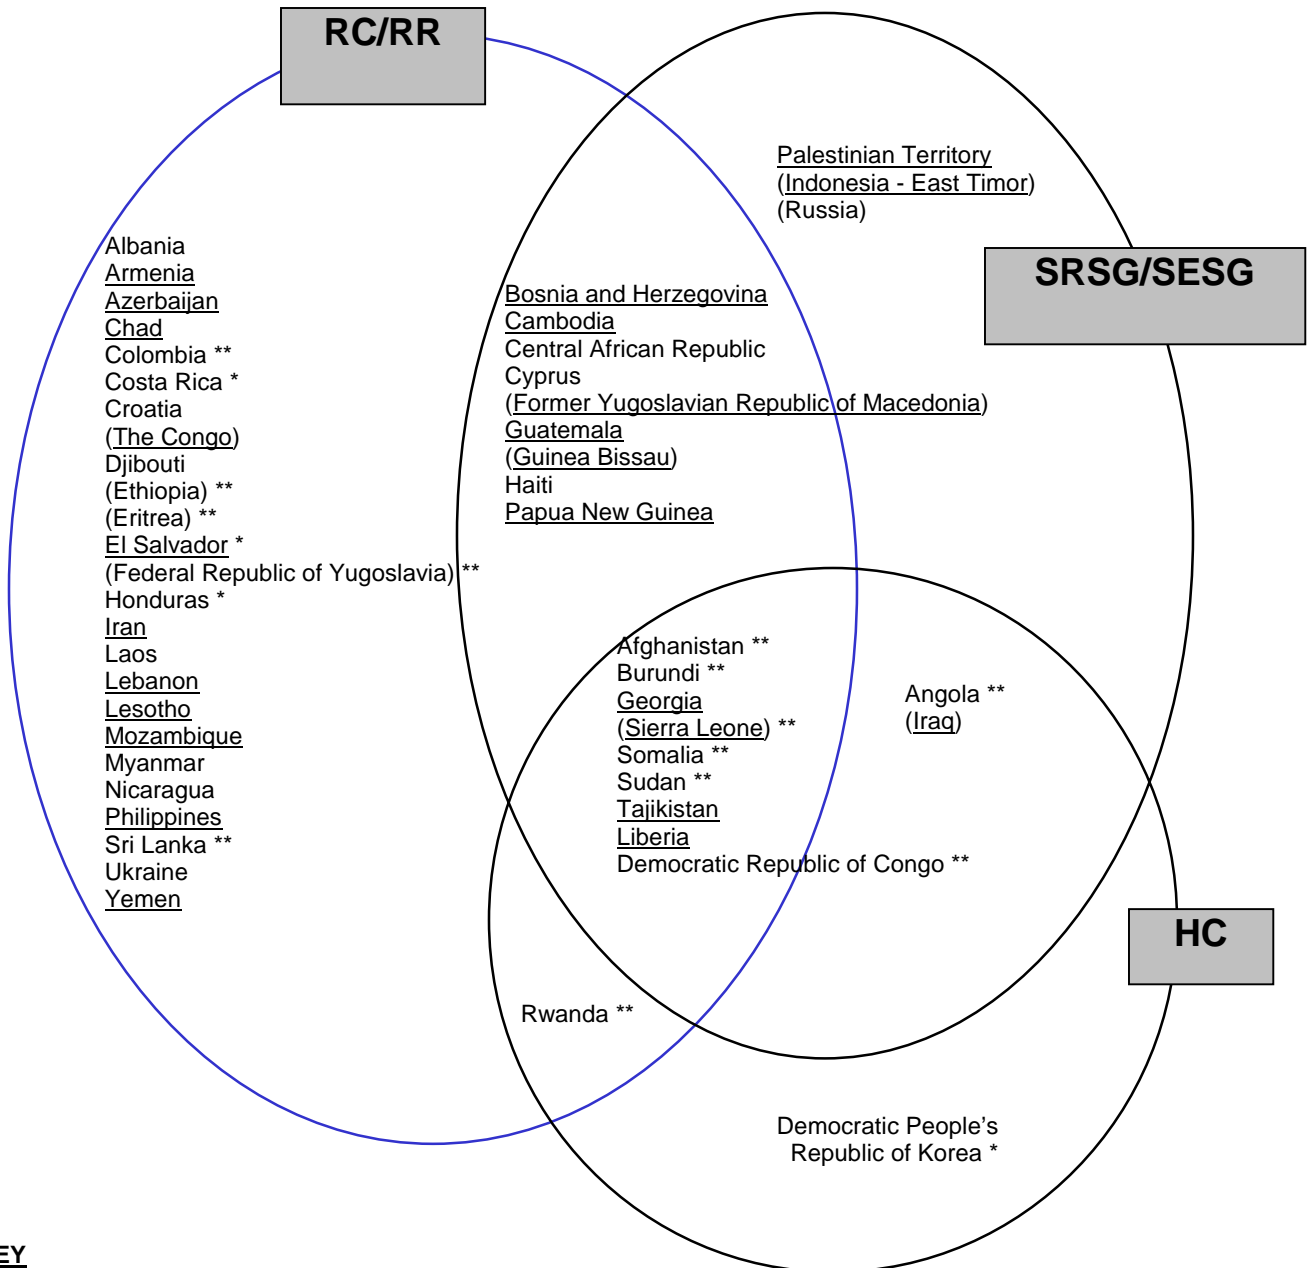 RC/RR
Palestinian Territory
(Indonesia - East Timor)
(Russia)
SRSG/SESG
Albania
Armenia
Azerbaijan
Chad
Colombia **
Costa Rica *
Croatia
(The Congo)
Djibouti
(Ethiopia) **
(Eritrea) **
El Salvador *
(Federal Republic of Yugoslavia) **
Honduras *
Iran
Laos
Lebanon
Lesotho
Mozambique
Myanmar
Nicaragua
Philippines
Sri Lanka **
Ukraine
Yemen
Bosnia and Herzegovina
Cambodia
Central African Republic
Cyprus
(Former Yugoslavian Republic of Macedonia)
Guatemala
(Guinea Bissau)
Haiti
Papua New Guinea
Afghanistan **
Burundi **
Georgia
(Sierra Leone) **
Somalia **
Sudan **
Tajikistan
Liberia
Democratic Republic of Congo **
Angola **
(Iraq)
HC
Rwanda **
Democratic People's
Republic of Korea *
EY